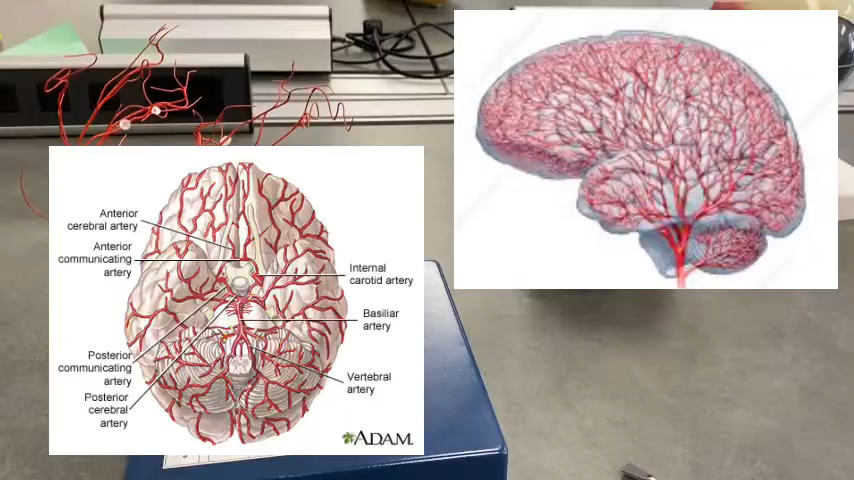 Anterior
cerebral artery
Anterior
communicating
artery
Internal
carotid artery
Basiliar
artery
Posterior
communicating
artery
Posterior
cerebral
artery
Vertebral
artery
ADAM.